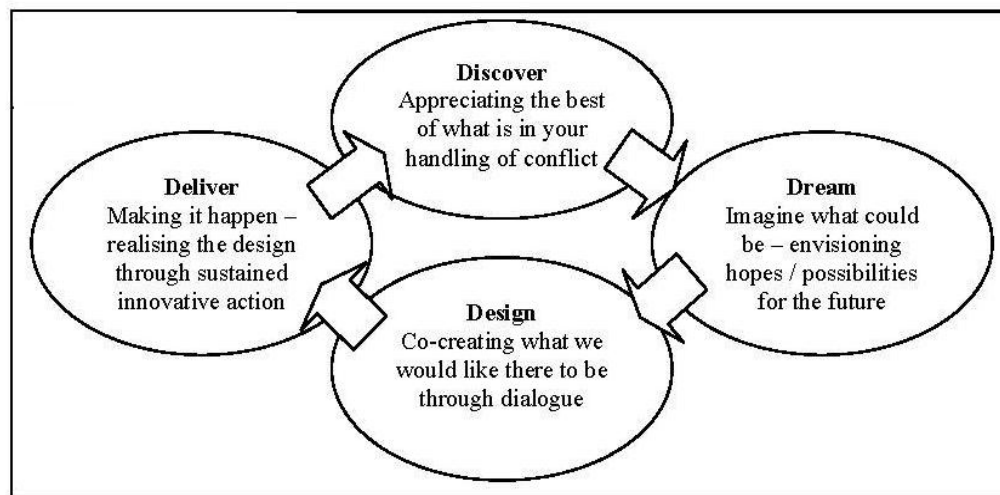 Discover
Appreciating the best
of what is in your
handling of conflict
Deliver
Making it happen –
realising the design
through sustained
innovative action
Dream
Imagine what could
be – envisioning
hopes / possibilities
for the future
Design
Co-creating what we
would like there to be
through dialogue